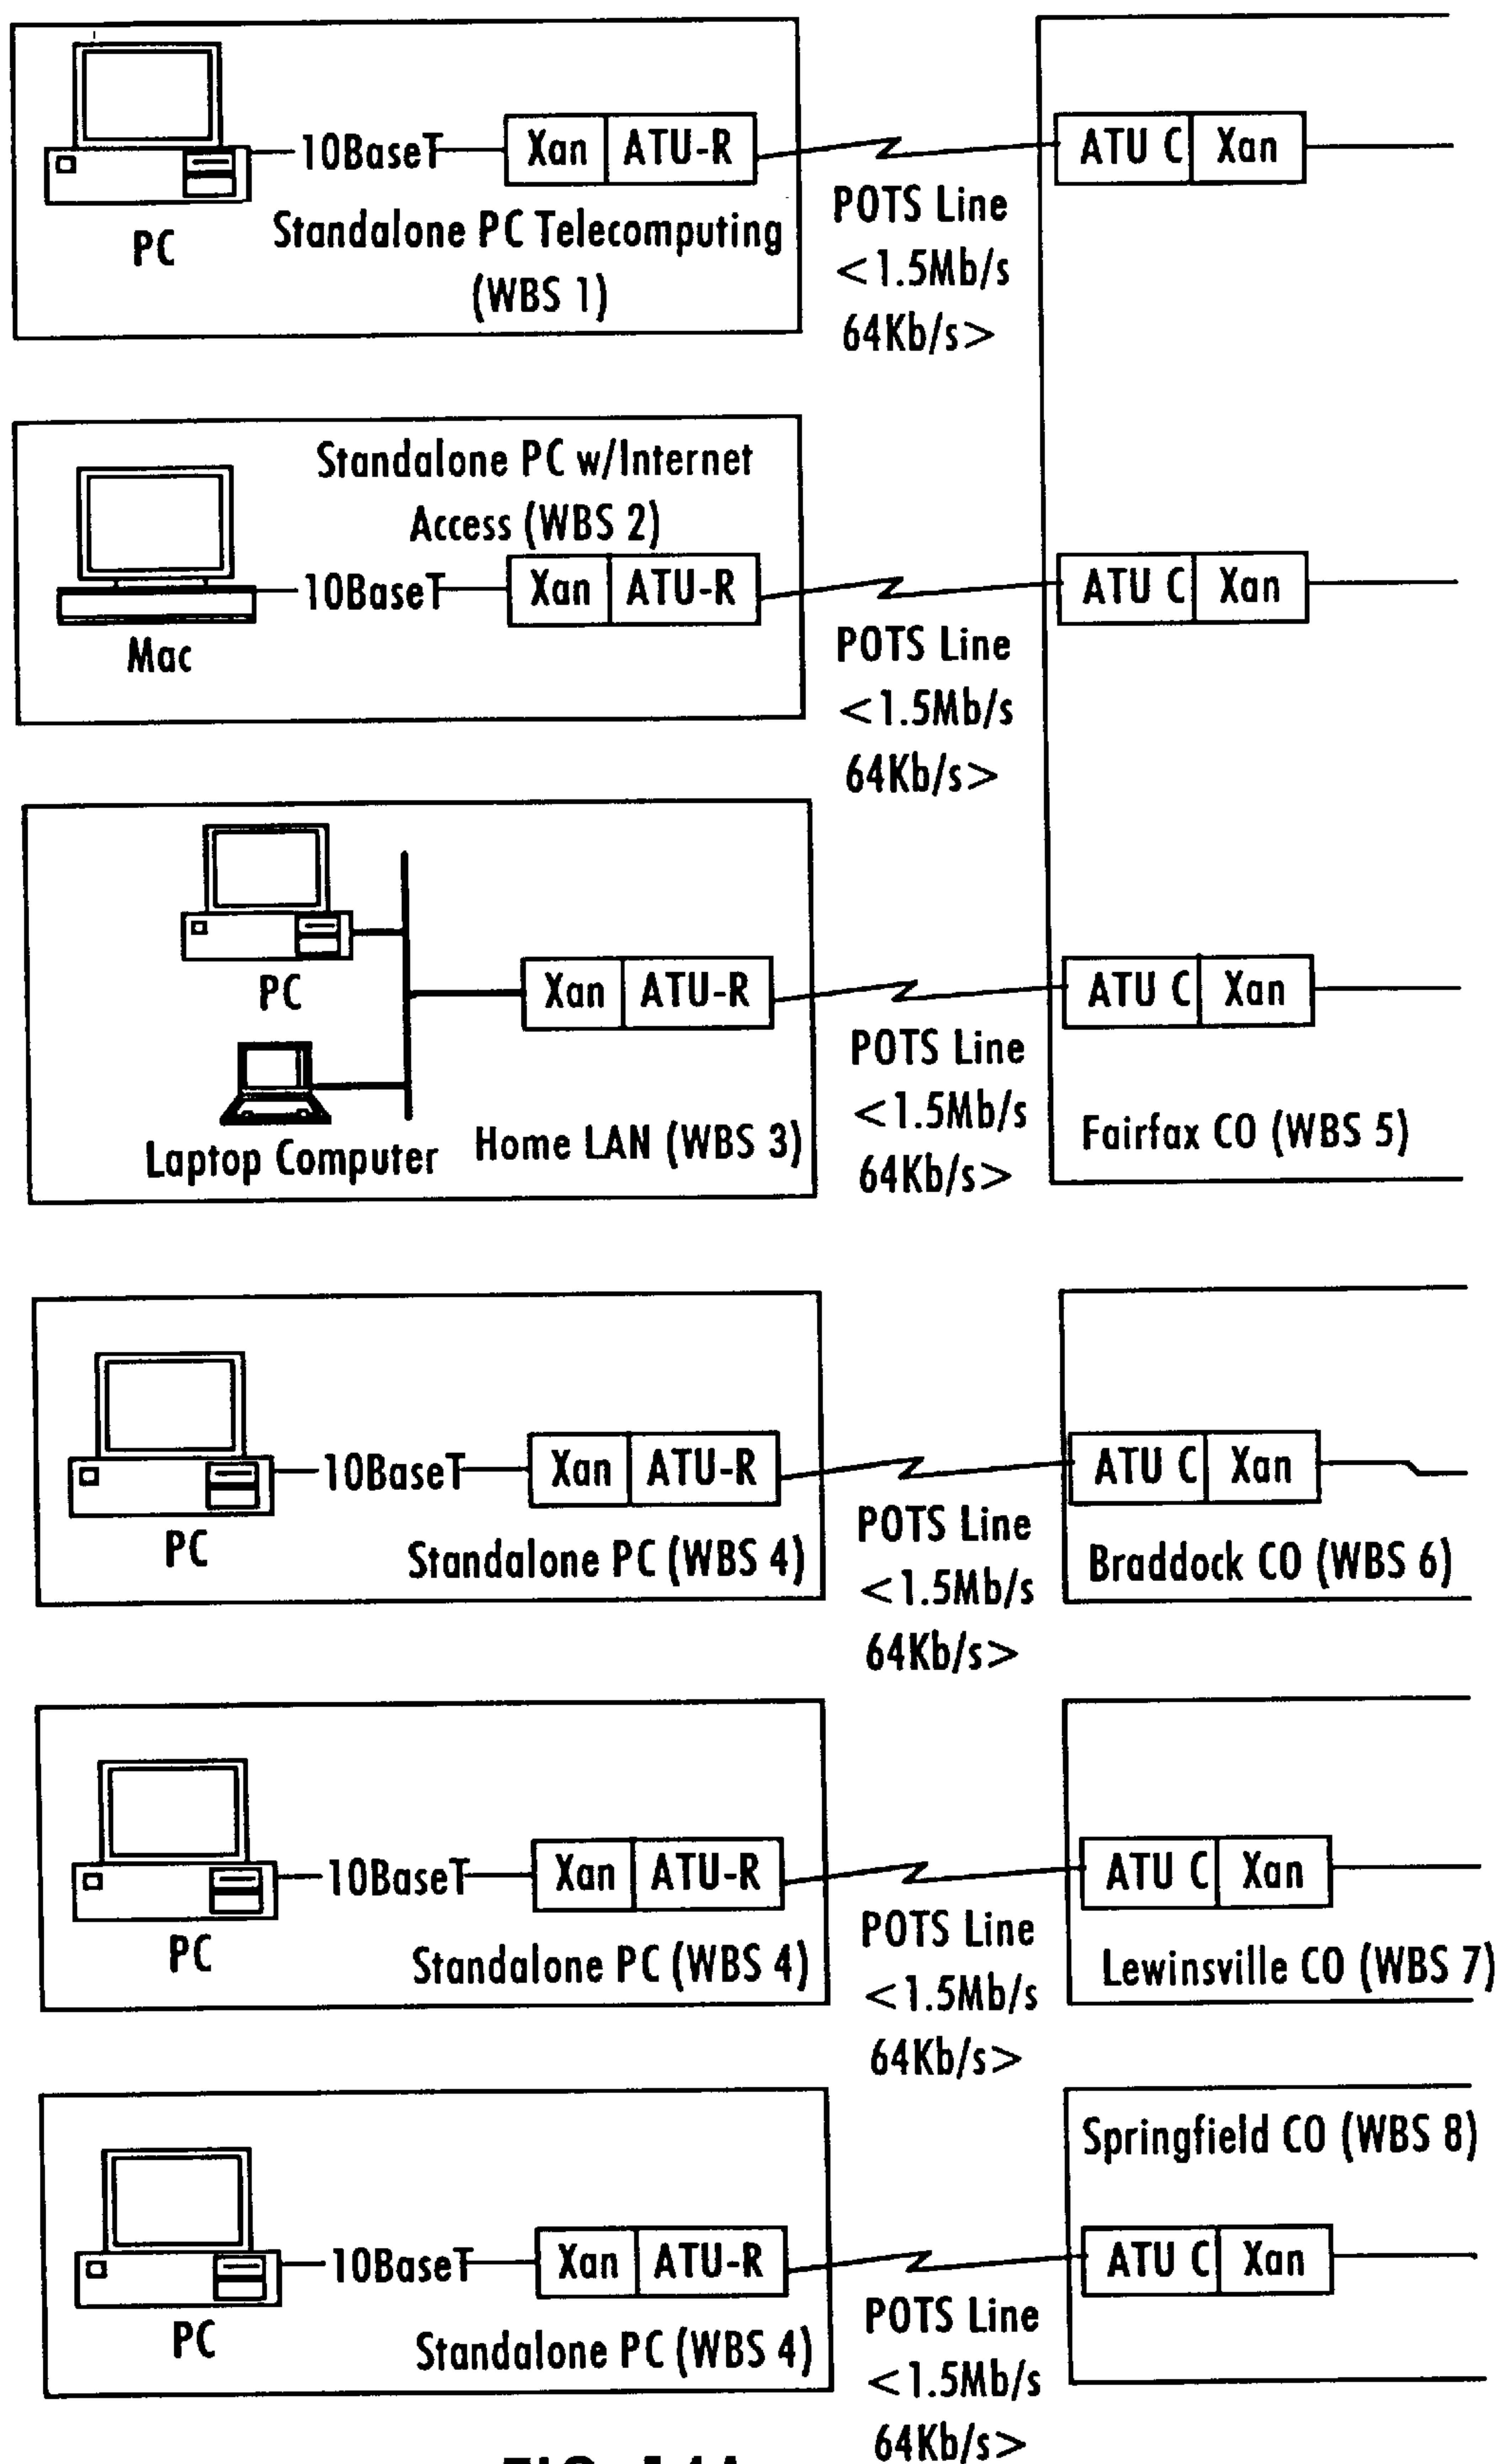 10BaseT
Xan ATU-R
ATU C Xan
PC
Standalone PC Telecomputing
(WBS 1)
POTS Line
<1.5Mb/s
64Kb/s>
Standalone PC w/Internet
Access (WBS 2)
10BaseT
Xan ATU-R
ATU C Xan
Mac
POTS Line
<1.5Mb/s
64Kb/s>
PC
Xan ATU-R
ATU C Xan
Laptop Computer
Home LAN (WBS 3)
POTS Line
<1.5Mb/s
64Kb/s>
Fairfax CO (WBS 5)
10BaseT
Xan ATU-R
ATU C Xan
PC
Standalone PC (WBS 4)
POTS Line
<1.5Mb/s
64Kb/s>
Braddock CO (WBS 6)
10BaseT
Xan ATU-R
ATU C Xan
PC
Standalone PC (WBS 4)
POTS Line
<1.5Mb/s
64Kb/s>
Lewinsville CO (WBS 7)
Springfield CO (WBS 8)
10BaseT
Xan ATU-R
ATU C Xan
PC
Standalone PC (WBS 4)
POTS Line
<1.5Mb/s
64Kb/s>